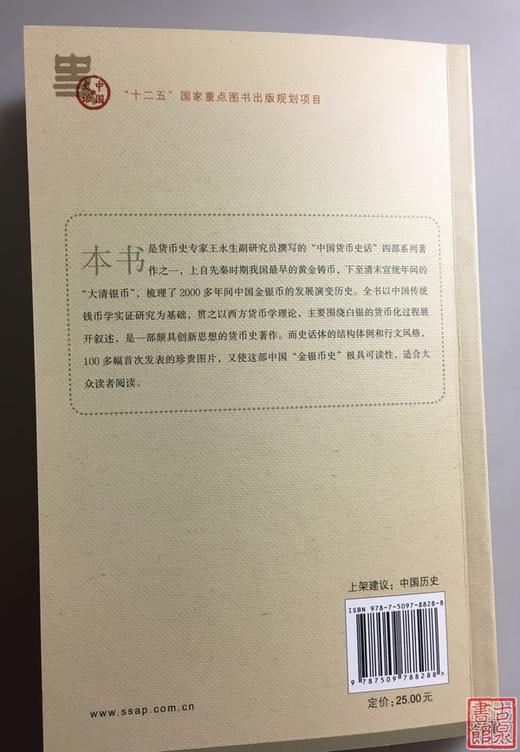 中国
史话
“十二五”国家重点图书出版规划项目
本书是货币史专家王永生副研究员撰写的“中国货币史话”四部系列著
作之一，上自先秦时期我国最早的黄金铸币，下至清末宣统年间的
“大清银币”，梳理了2000多年间中国金银币的发展演变历史。全书以中国传统
钱币学实证研究为基础，贯之以西方货币学理论，主要围绕白银的货币化过程展
开叙述，是一部颇具创新思想的货币史著作。而史话体的结构体例和行文风格，
100多幅首次发表的珍贵图片，又使这部中国“金银币史”极具可读性，适合大
众读者阅读。
上架建议：中国历史
ISBN 978-7-5097-8828-8
9 787509 788288 >
www.ssap.com.cn
定价：25.00元
古泉
書館